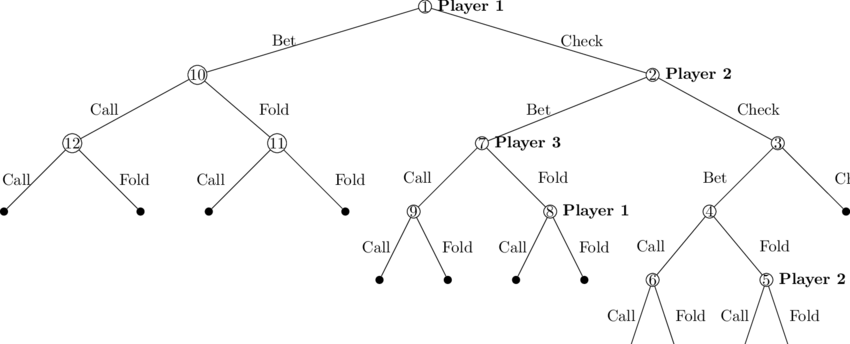 1 Player 1
Bet Check
10 2 Player 2
Call Fold Bet Check
12 11 7 Player 3 3
Call Fold Call Fold Call Fold Bet
9 8 Player 1 4
Call Fold Call Fold Call Fold
6 5 Player 2
Call Fold Call Fold